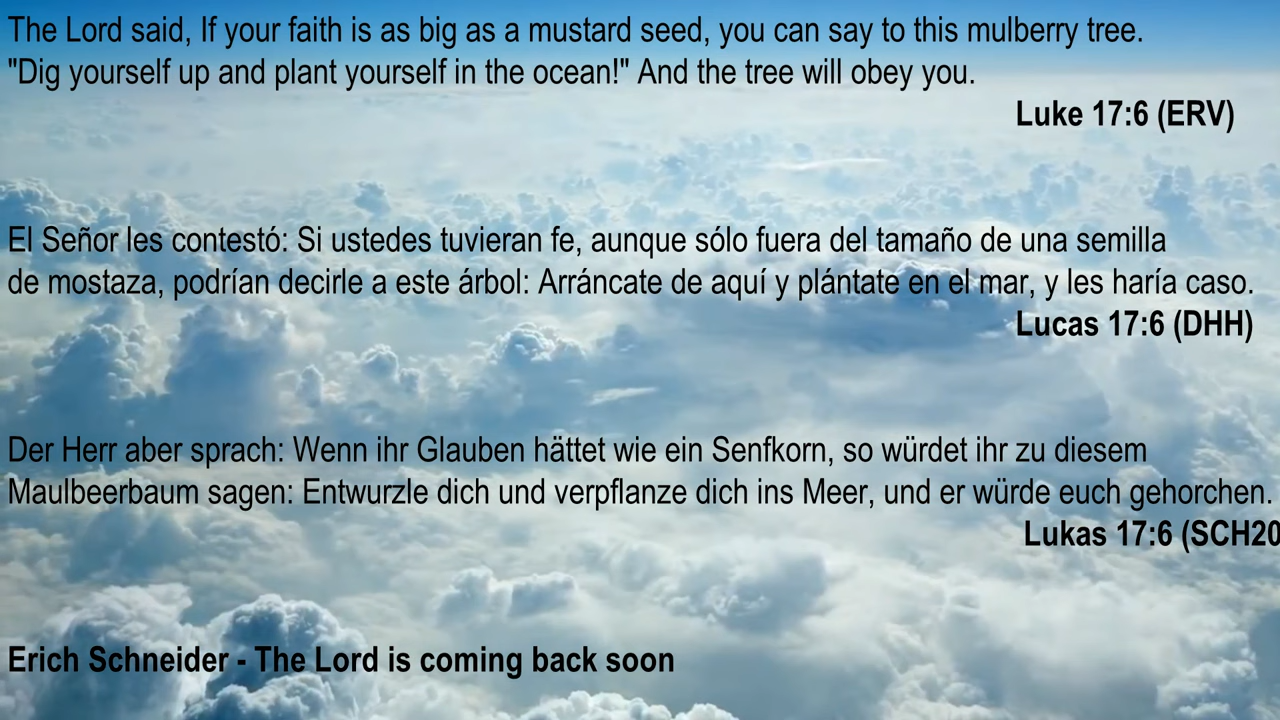 The Lord said, If your faith is as big as a mustard seed, you can say to this mulberry tree.
"Dig yourself up and plant yourself in the ocean!" And the tree will obey you.
Luke 17:6 (ERV)
El Señor les contestó: Si ustedes tuvieran fe, aunque sólo fuera del tamaño de una semilla
de mostaza, podrían decirle a este árbol: Arráncate de aquí y plántate en el mar, y les haría caso.
Lucas 17:6 (DHH)
Der Herr aber sprach: Wenn ihr Glauben hättet wie ein Senfkorn, so würdet ihr zu diesem
Maulbeerbaum sagen: Entwurzle dich und verpflanze dich ins Meer, und er würde euch gehorchen.
Lukas 17:6 (SCH20
Erich Schneider - The Lord is coming back soon